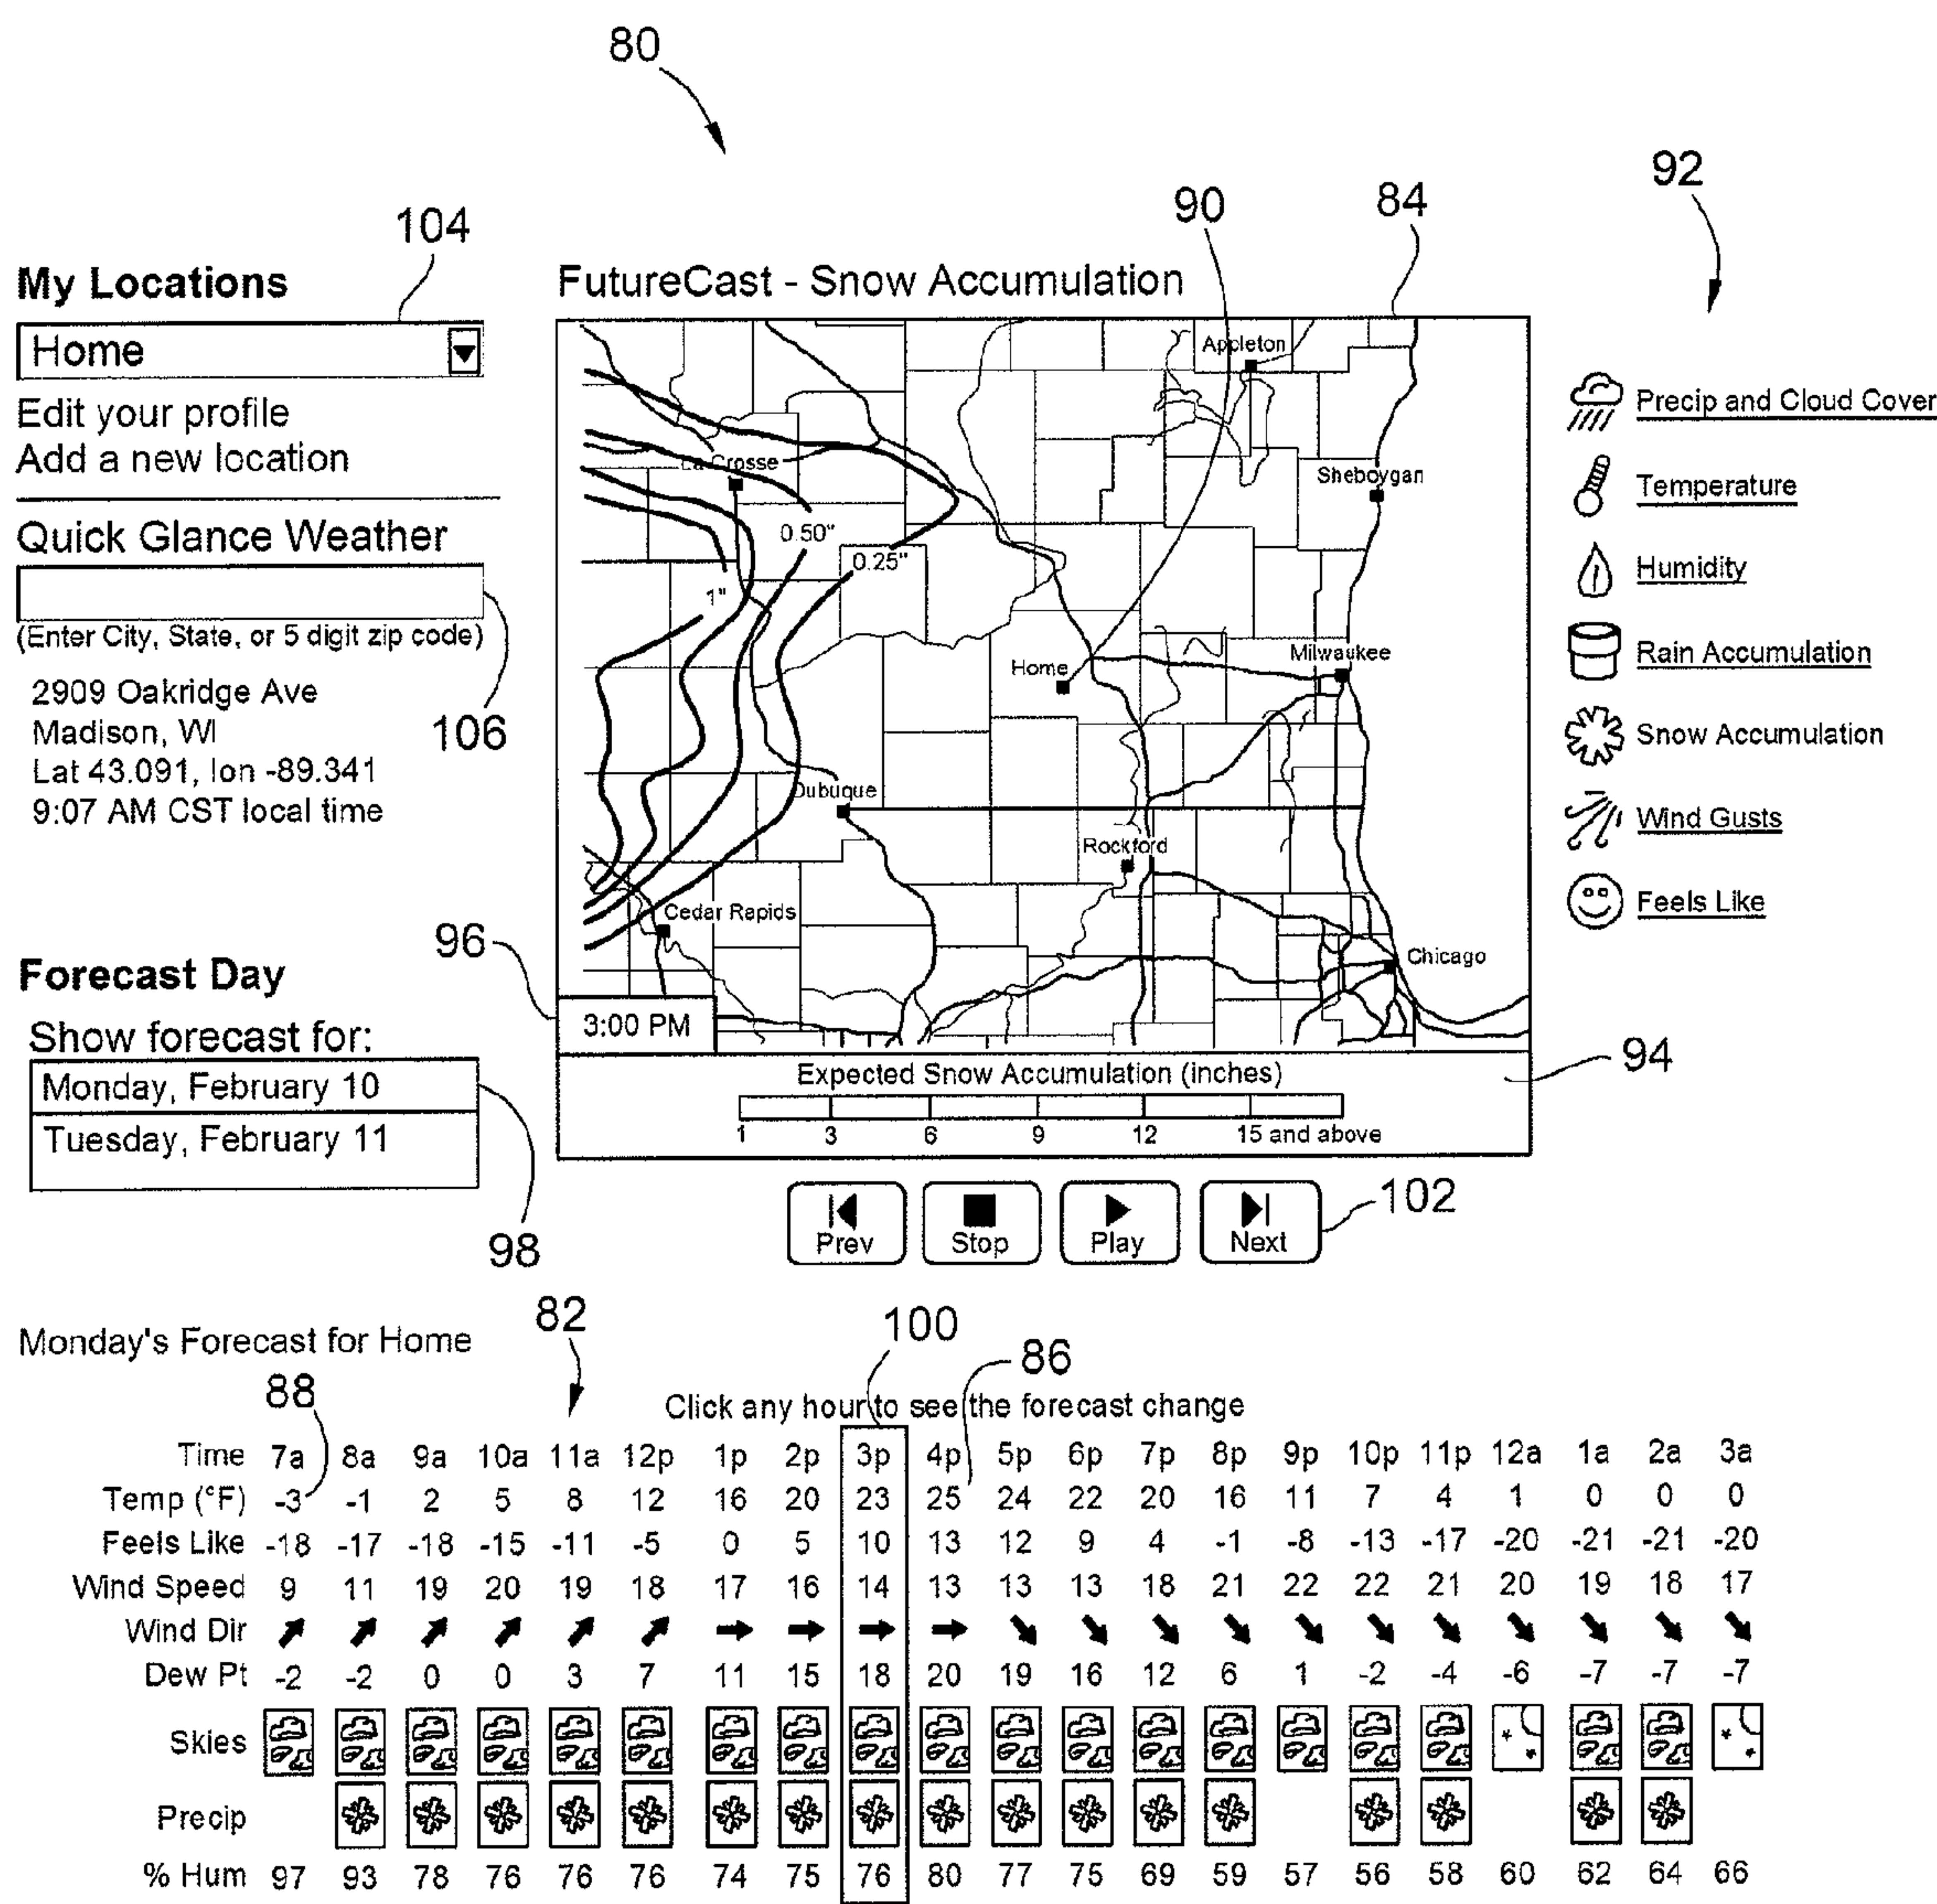 80
92
90
84
104
My Locations
FutureCast - Snow Accumulation
Home
Edit your profile
Add a new location
Quick Glance Weather
(Enter City, State, or 5 digit zip code)
106
2909 Oakridge Ave
Madison, WI
Lat 43.091, lon -89.341
9:07 AM CST local time
Appleton
La Crosse
Sheboygan
0.50"
0.25"
1"
Home
Milwaukee
Dubuque
Rockford
Cedar Rapids
Chicago
Precip and Cloud Cover
Temperature
Humidity
Rain Accumulation
Snow Accumulation
Wind Gusts
Feels Like
96
3:00 PM
94
Expected Snow Accumulation (inches)
1 3 6 9 12 15 and above
Forecast Day
Show forecast for:
Monday, February 10
Tuesday, February 11
98
Prev Stop Play Next
102
Monday's Forecast for Home
82
100
86
88
Click any hour to see the forecast change
Time 7a 8a 9a 10a 11a 12p 1p 2p 3p 4p 5p 6p 7p 8p 9p 10p 11p 12a 1a 2a 3a
Temp (°F) -3 -1 2 5 8 12 16 20 23 25 24 22 20 16 11 7 4 1 0 0 0
Feels Like -18 -17 -18 -15 -11 -5 0 5 10 13 12 9 4 -1 -8 -13 -17 -20 -21 -21 -20
Wind Speed 9 11 19 20 19 18 17 16 14 13 13 13 18 21 22 22 21 20 19 18 17
Wind Dir
Dew Pt -2 -2 0 0 3 7 11 15 18 20 19 16 12 6 1 -2 -4 -6 -7 -7 -7
Skies
Precip
% Hum 97 93 78 76 76 76 74 75 76 80 77 75 69 59 57 56 58 60 62 64 66